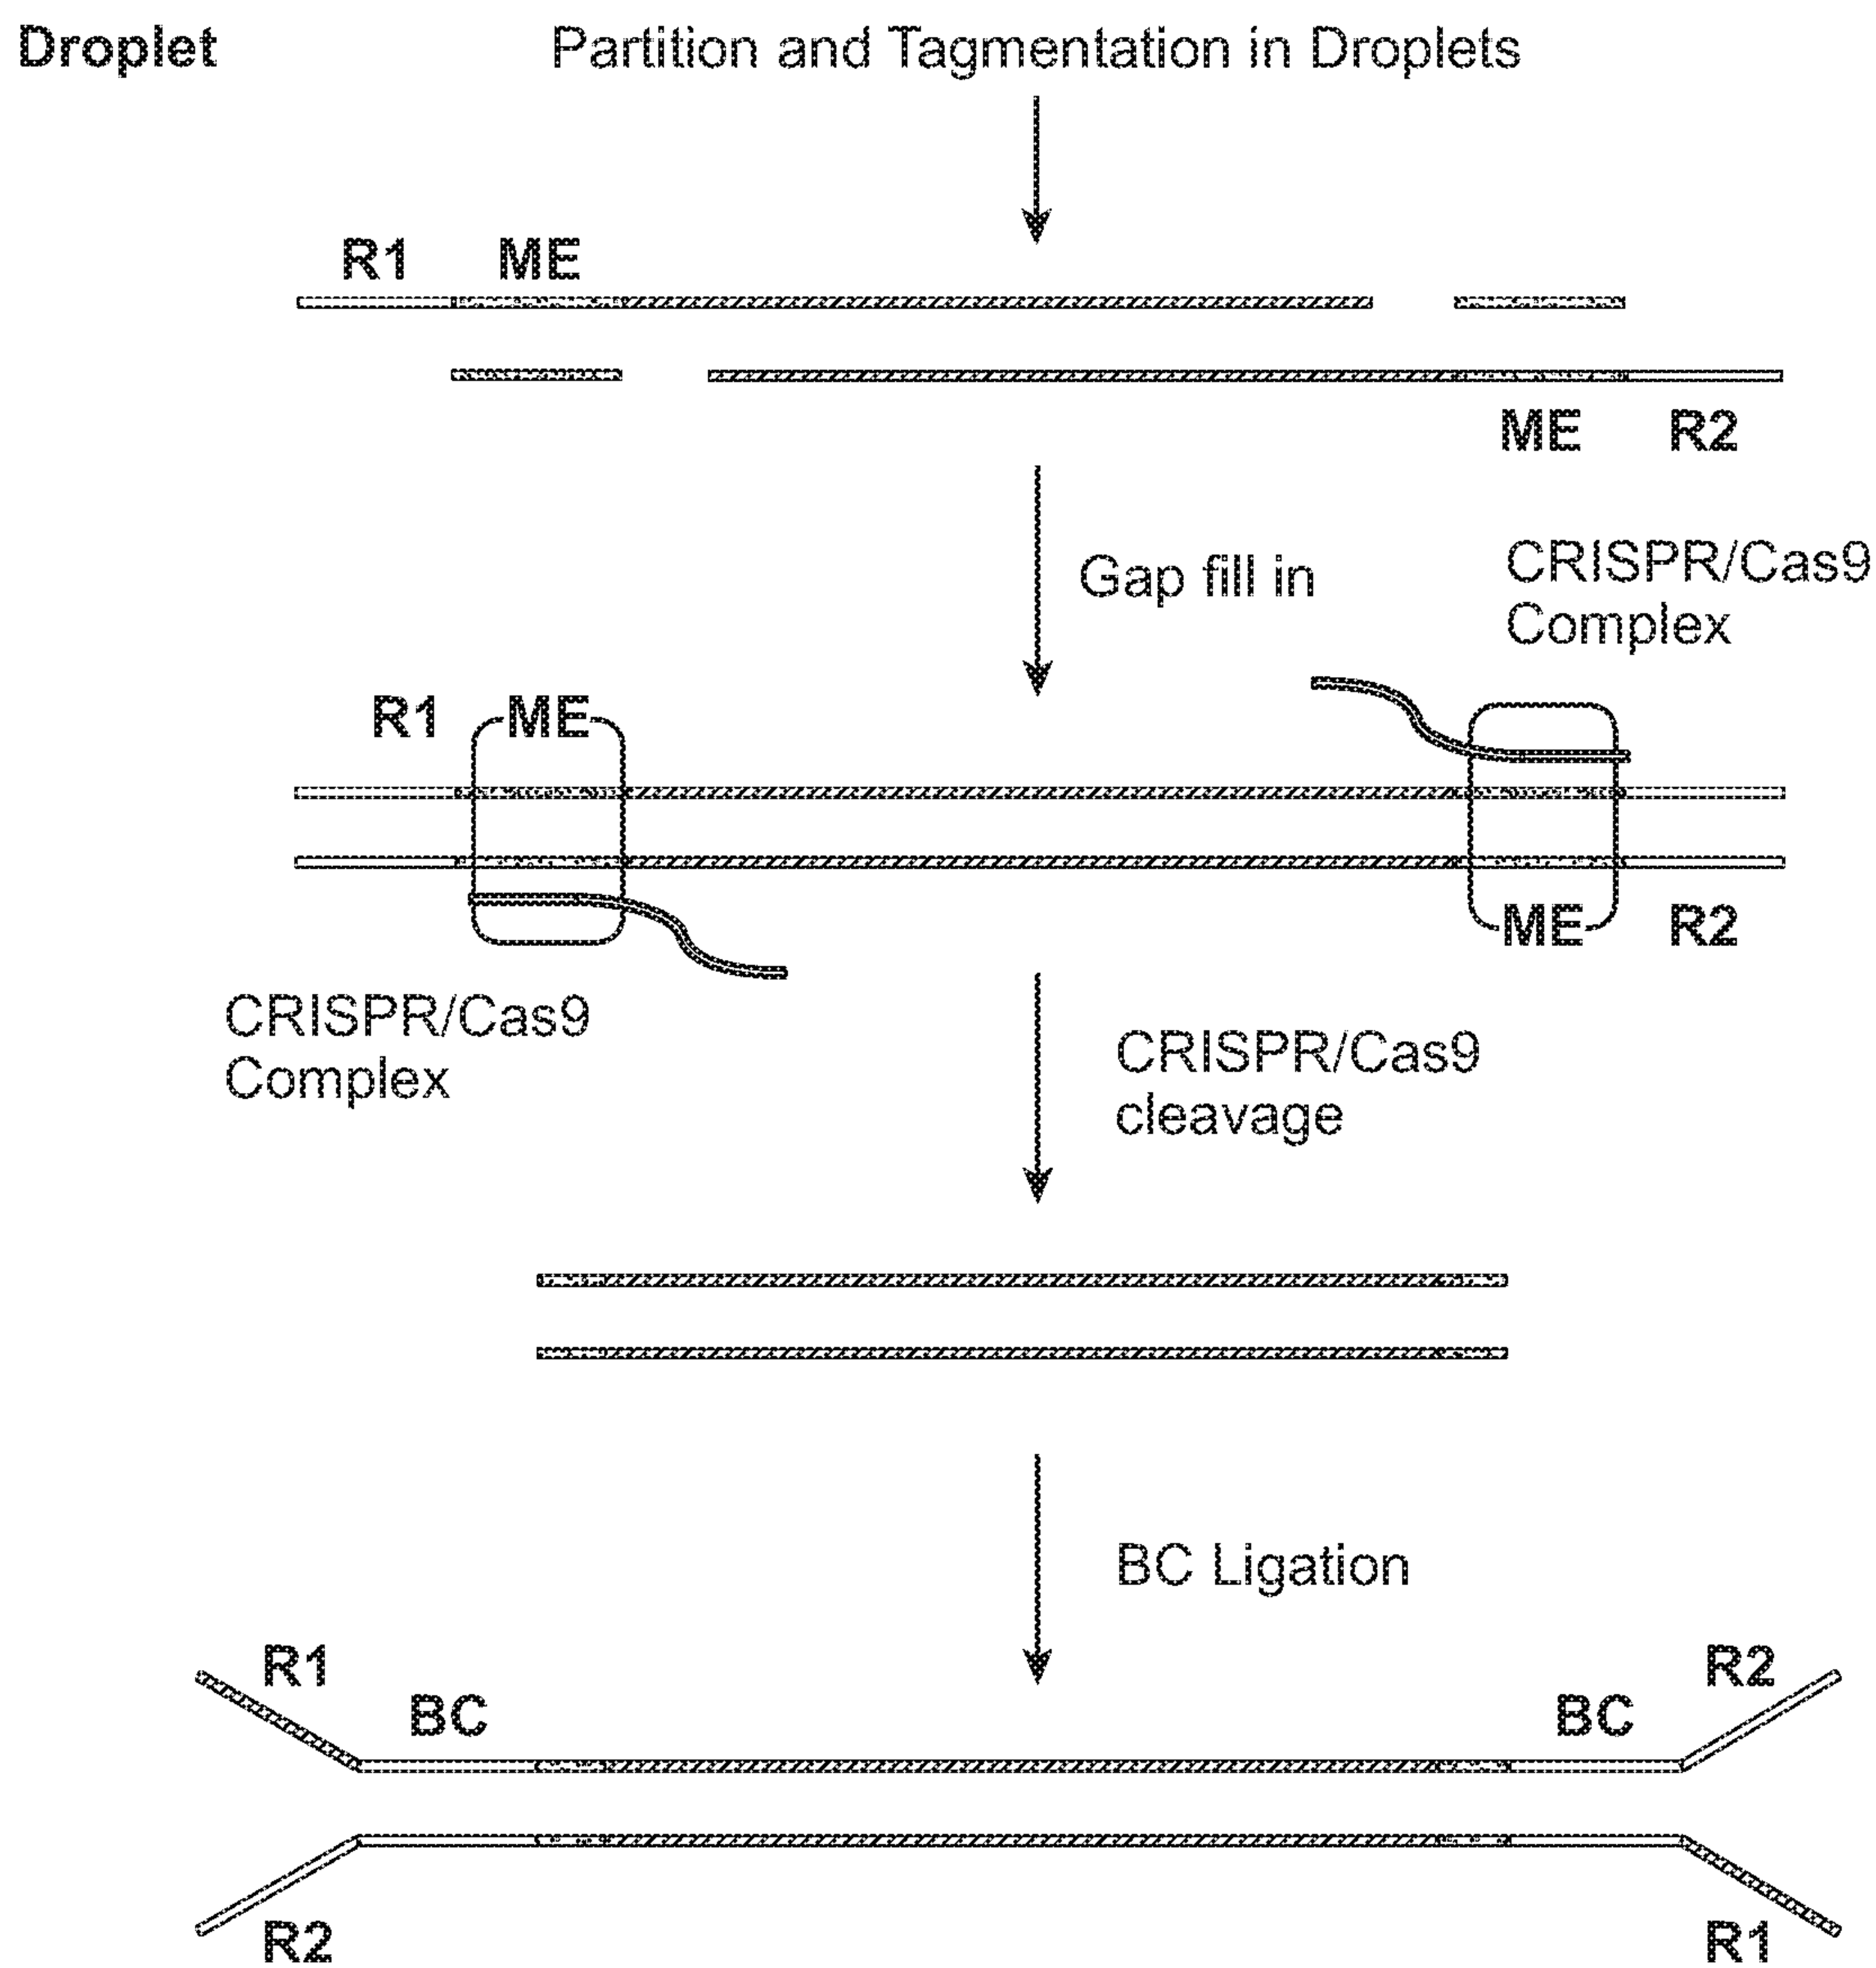 Droplet
Partition and Tagmentation in Droplets
R1 ME
ME R2
Gap fill in
CRISPR/Cas9
Complex
R1 ME
ME R2
CRISPR/Cas9
Complex
CRISPR/Cas9
cleavage
BC Ligation
R1
BC
R2
BC
R2
R1